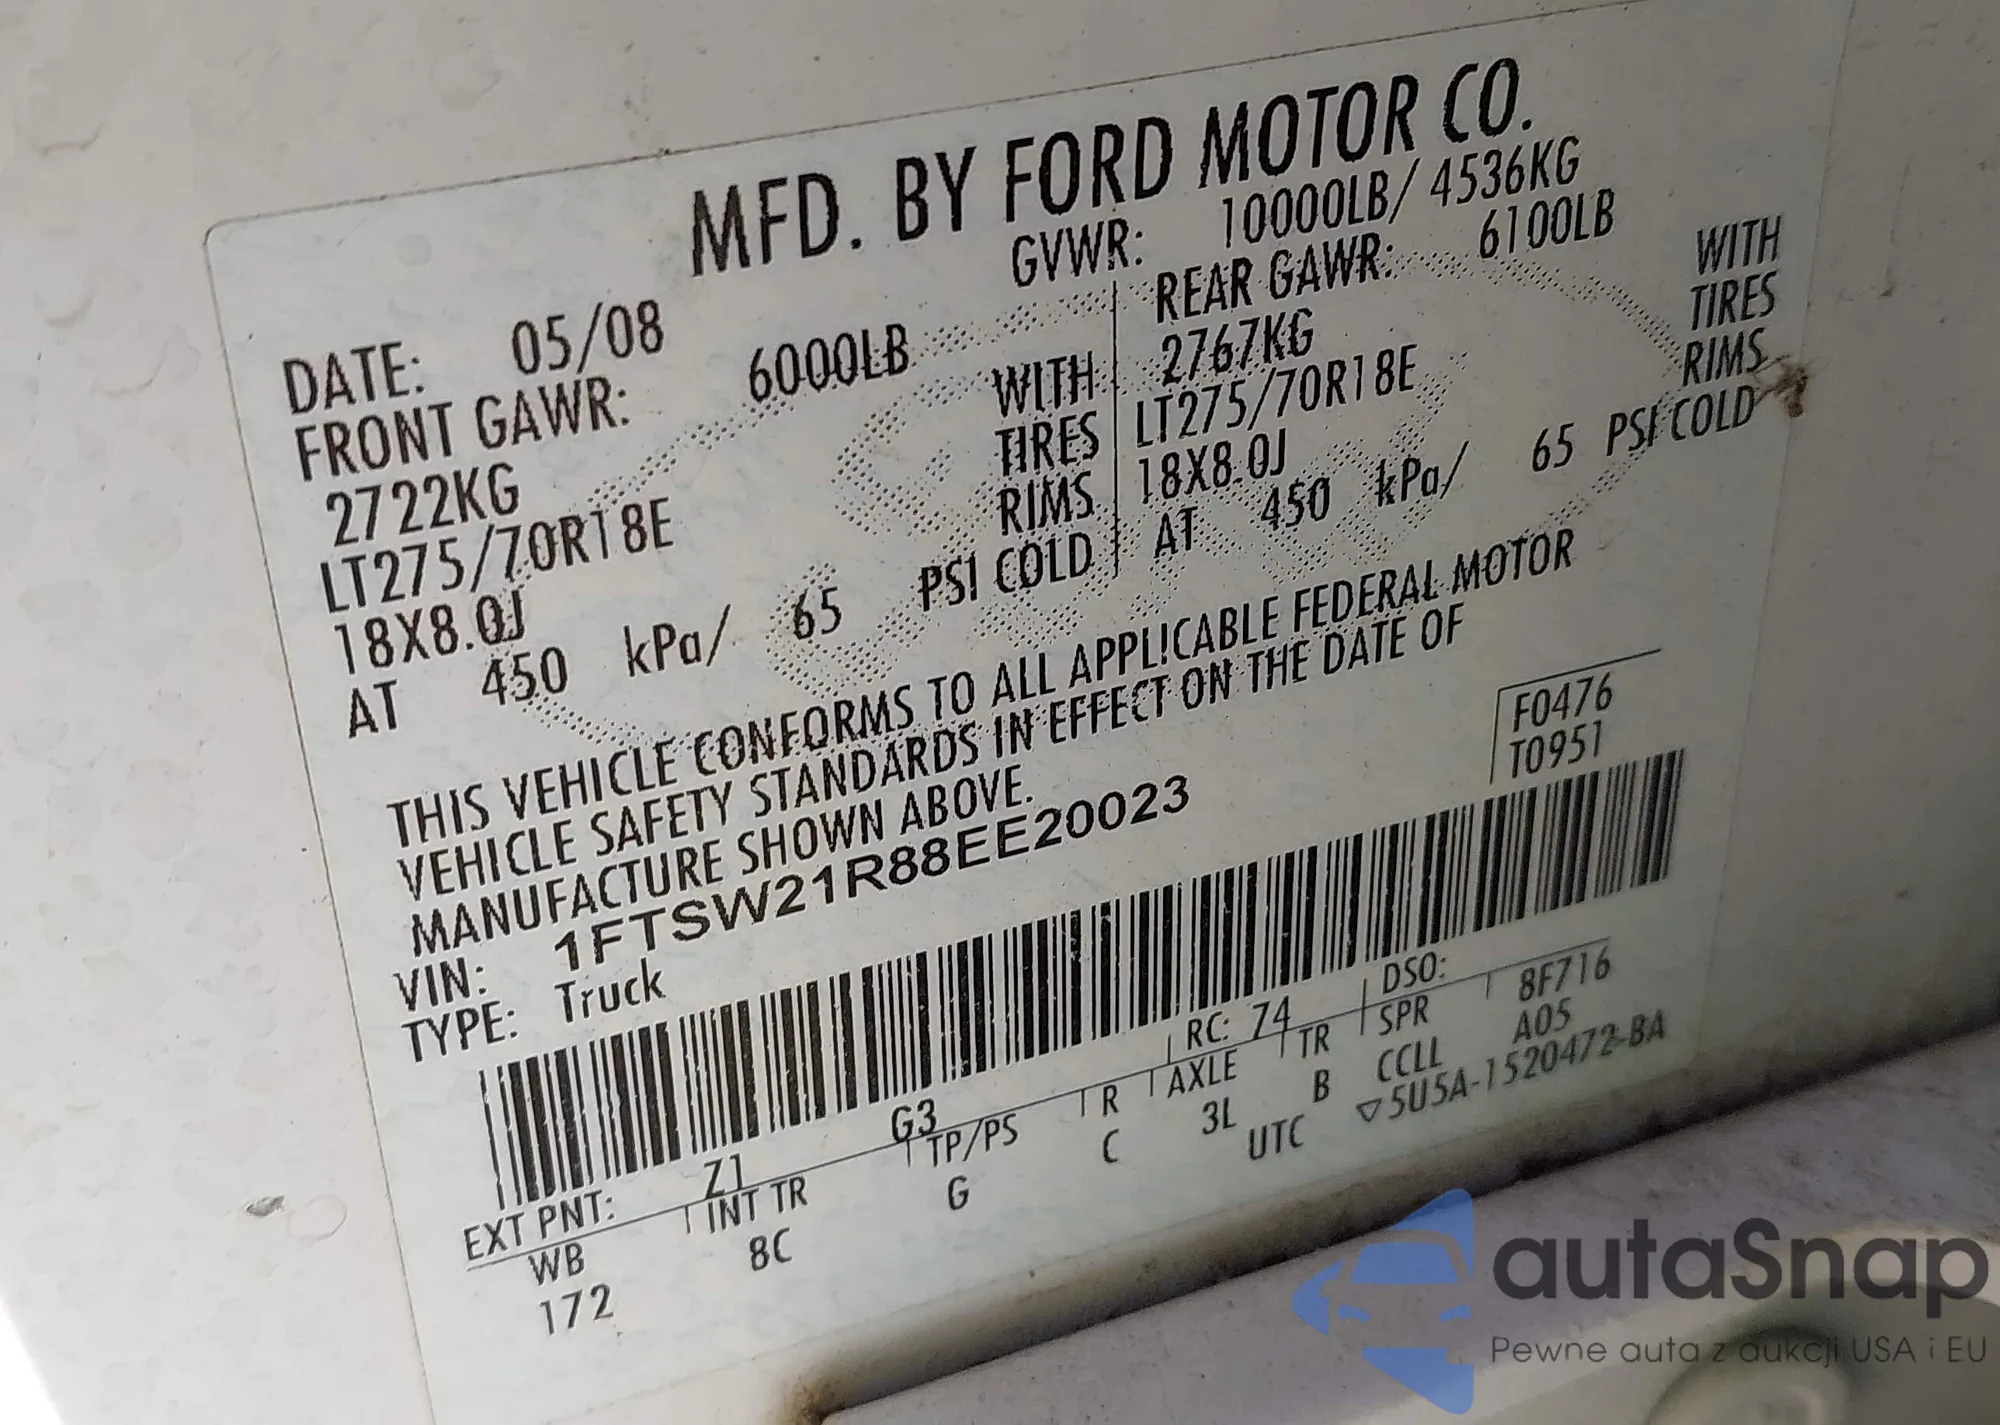 MFD. BY FORD MOTOR CO.
DATE: 05/08 GVWR: 10000LB/ 4536KG
FRONT GAWR: 6000LB REAR GAWR: 6100LB
2722KG WITH 2767KG WITH
LT275/70R18E TIRES LT275/70R18E TIRES
18X8.0J RIMS 18X8.0J RIMS
AT 450 kPa/ 65 PSI COLD AT 450 kPa/ 65 PSI COLD
THIS VEHICLE CONFORMS TO ALL APPLICABLE FEDERAL MOTOR
VEHICLE SAFETY STANDARDS IN EFFECT ON THE DATE OF
MANUFACTURE SHOWN ABOVE.
VIN: 1FTSW21R88EE20023 F0476
TYPE: Truck T0951
EXT PNT: Z1 G3 RC: 74 DSO:
WB INT TR TP/PS R AXLE TR SPR 8F716
172 8C G C 3L B CCLL A05
UTC ▽5U5A-1520472-BA
autaSnap
Pewne auta z aukcji USA i EU